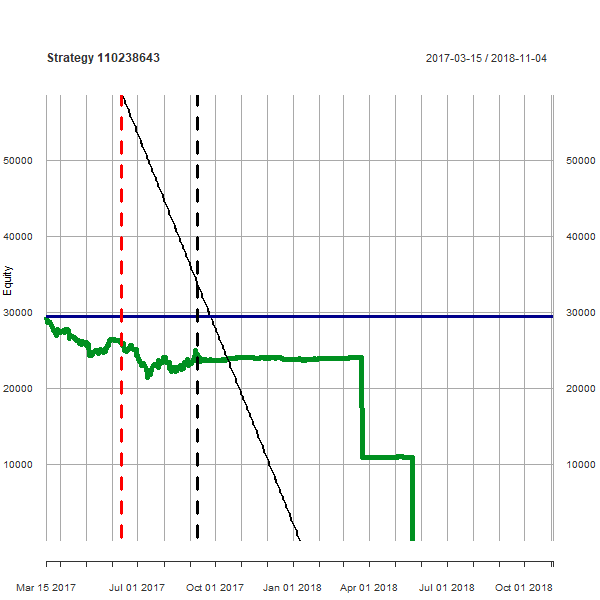 Strategy 110238643
2017-03-15 / 2018-11-04
50000
50000
40000
40000
Equity
30000
30000
20000
20000
10000
10000
Mar 15 2017
Jul 01 2017
Oct 01 2017
Jan 01 2018
Apr 01 2018
Jul 01 2018
Oct 01 2018